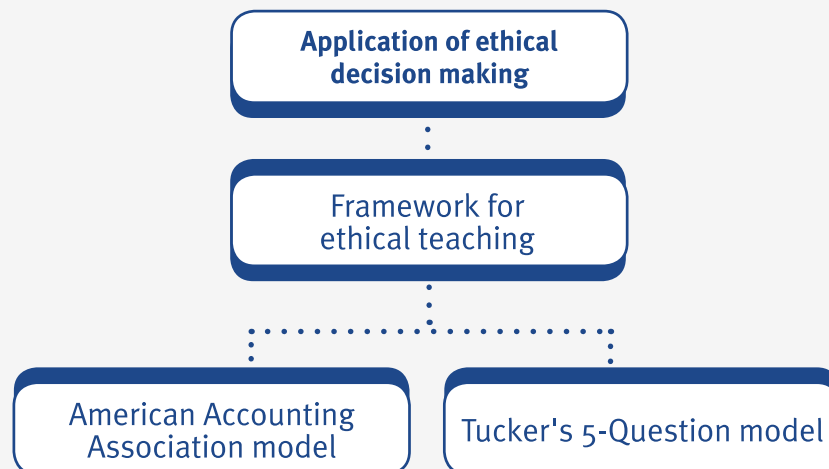 Application of ethical
decision making
Framework for
ethical teaching
American Accounting
Association model
Tucker's 5-Question model